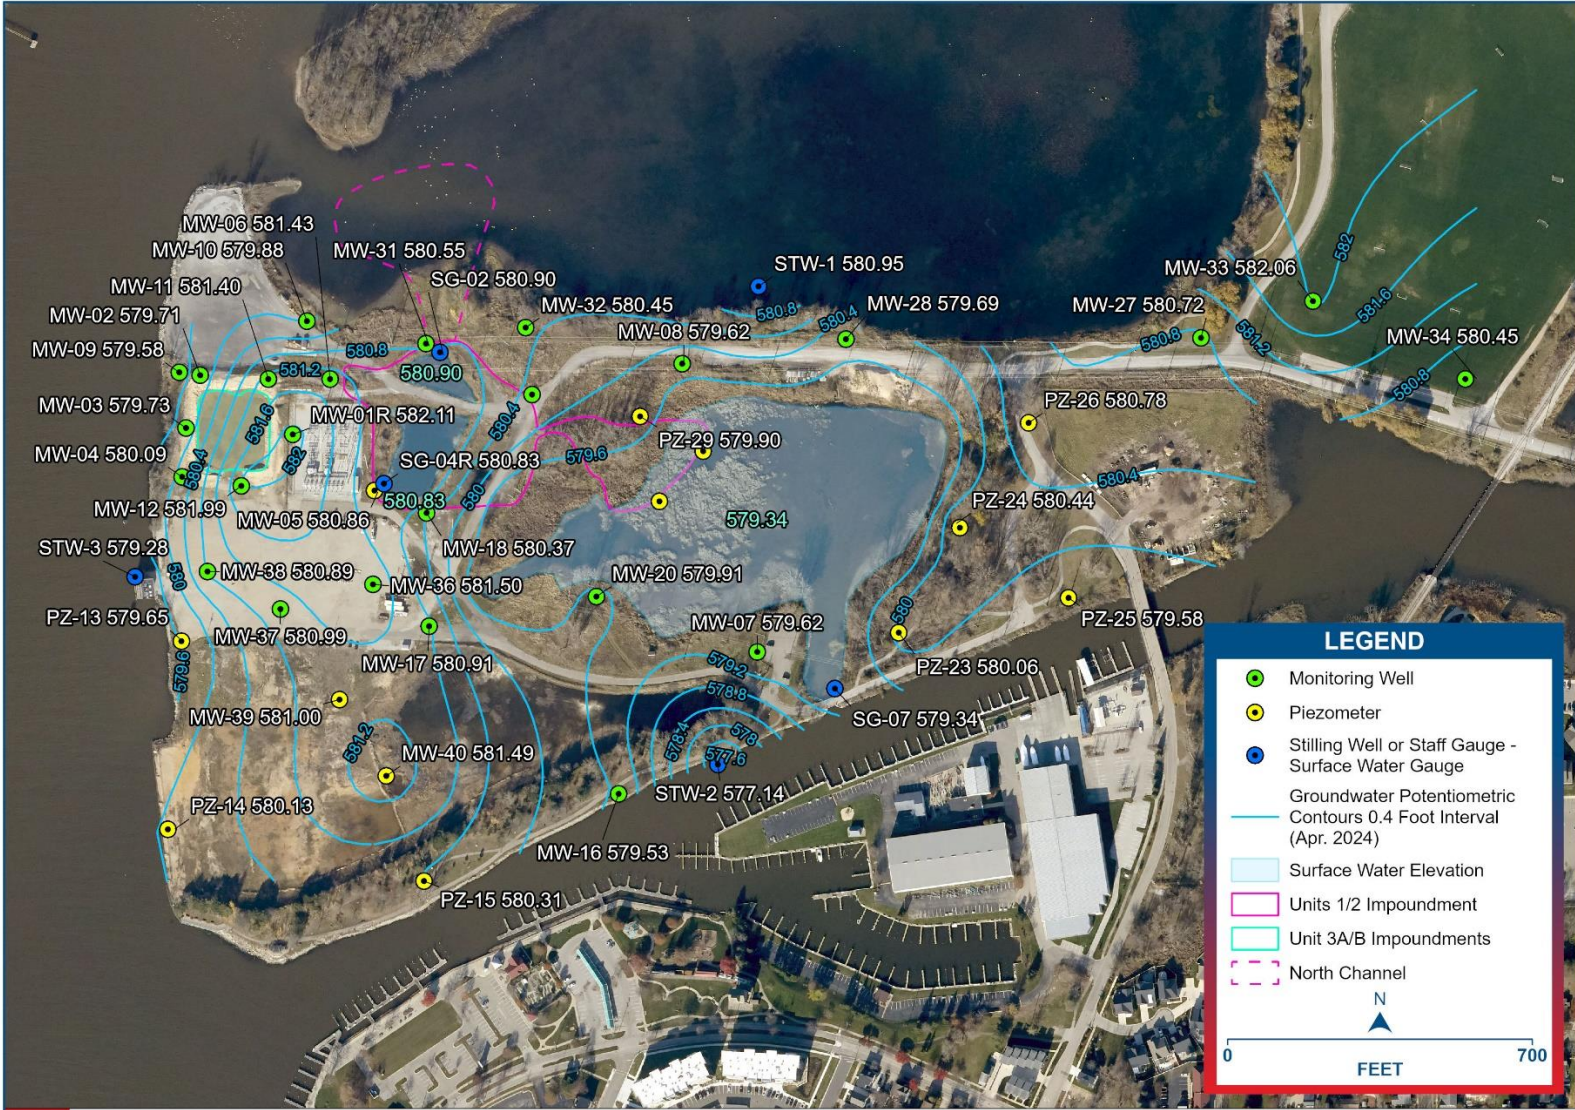 MW-06 581.43
MW-10 579.88
MW-31 580.55
MW-11 581.40
SG-02 580.90
STW-1 580.95
MW-33 582.06
582
MW-02 579.71
MW-32 580.45
580.8
MW-28 579.69
MW-27 580.72
581.6
MW-09 579.58
580.8
MW-08 579.62
580.4
580.8
581.2
MW-34 580.45
581.2
580.90
580.8
MW-03 579.73
581.6
MW-01R 582.11
580.4
PZ-26 580.78
MW-04 580.09
580.4
582
SG-04R 580.83
579.6
PZ-29 579.90
580.4
MW-12 581.99
MW-05 580.86
580.83
580
579.34
PZ-24 580.44
STW-3 579.28
MW-18 580.37
580
MW-38 580.89
MW-36 581.50
MW-20 579.91
580
PZ-13 579.65
MW-37 580.99
MW-07 579.62
PZ-25 579.58
579.6
MW-17 580.91
579.2
PZ-23 580.06
578.8
MW-39 581.00
SG-07 579.34
581.2
MW-40 581.49
578.4
578
577.6
STW-2 577.14
PZ-14 580.13
MW-16 579.53
PZ-15 580.31
LEGEND
Monitoring Well
Piezometer
Stilling Well or Staff Gauge -
Surface Water Gauge
Groundwater Potentiometric
Contours 0.4 Foot Interval
(Apr. 2024)
Surface Water Elevation
Units 1/2 Impoundment
Unit 3A/B Impoundments
North Channel
N
0 700
FEET